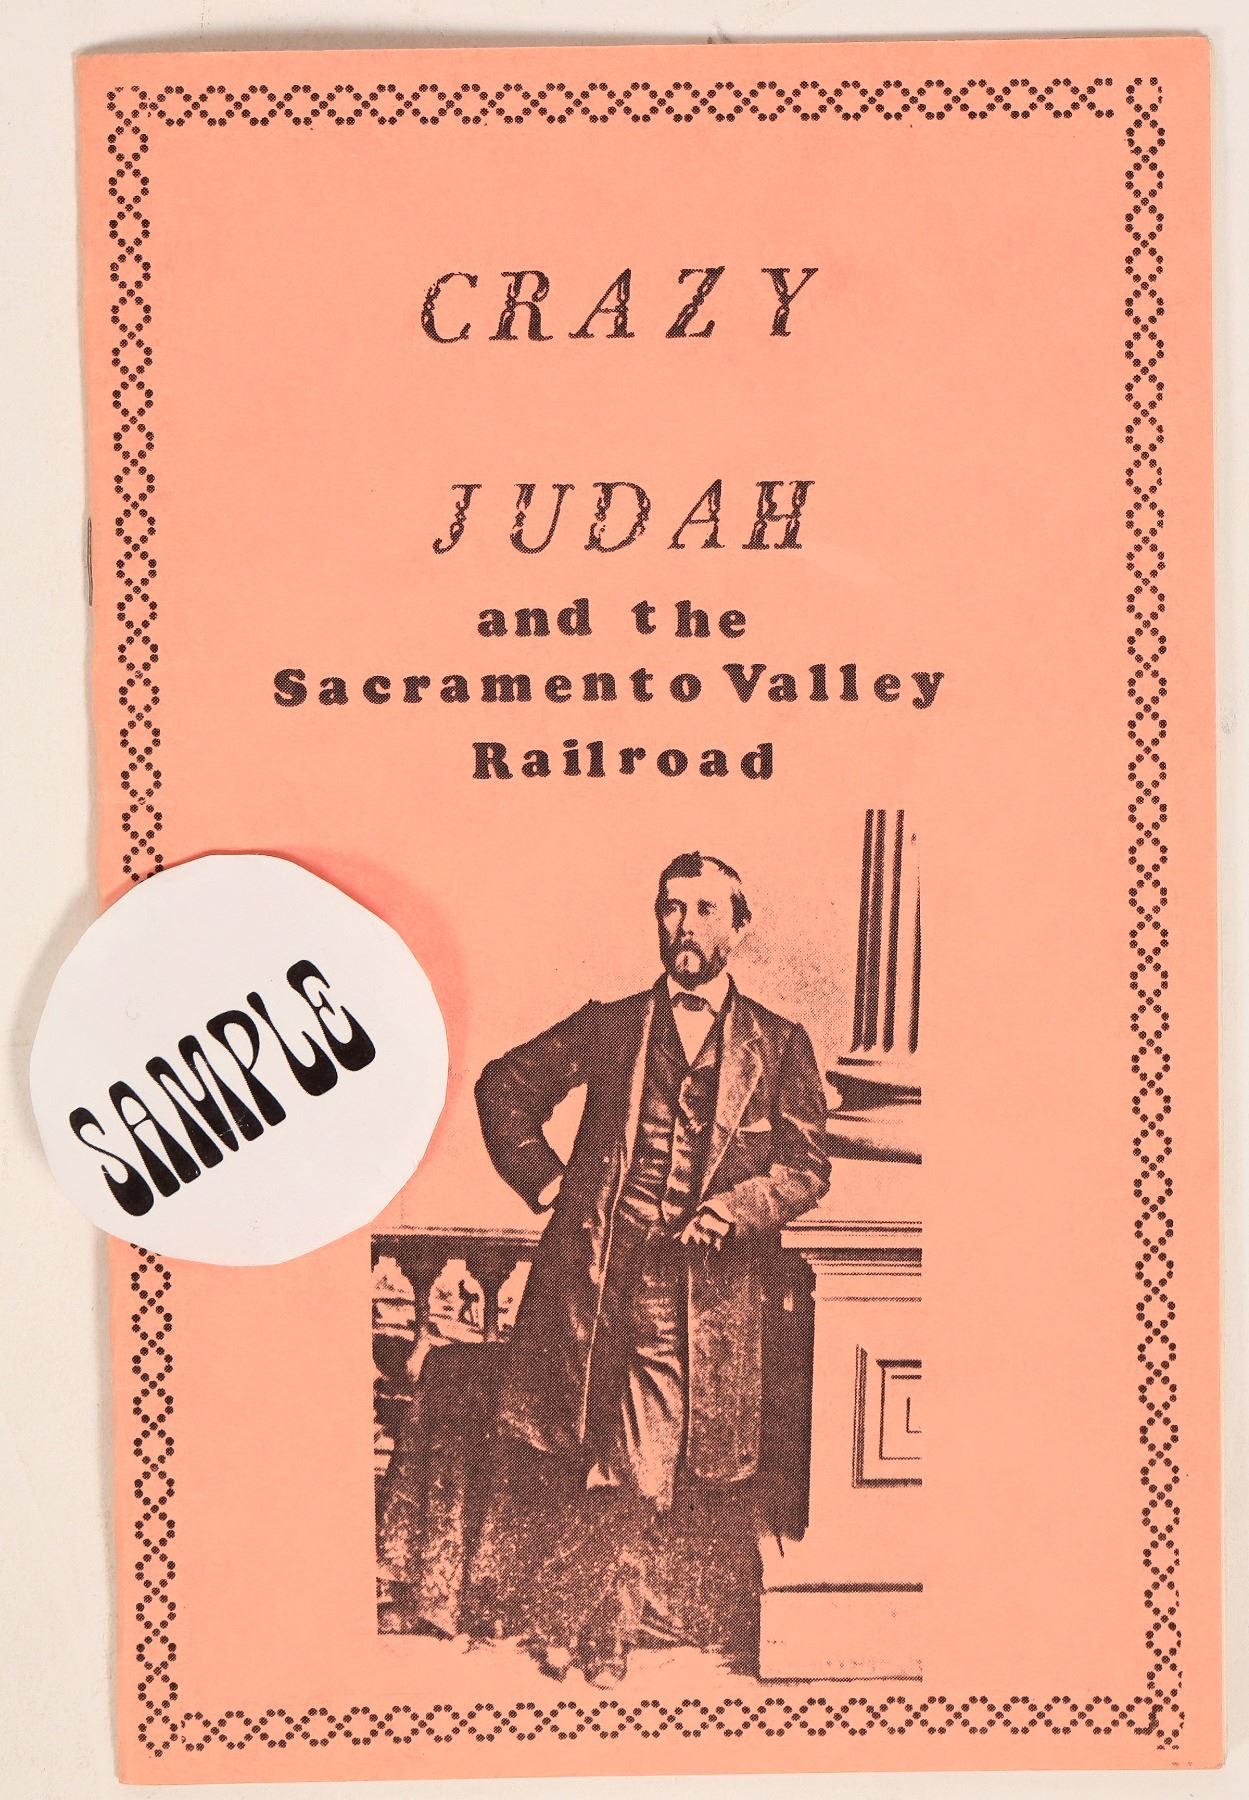 CRAZY
JUDAH
and the
Sacramento Valley
Railroad
SAMPLE